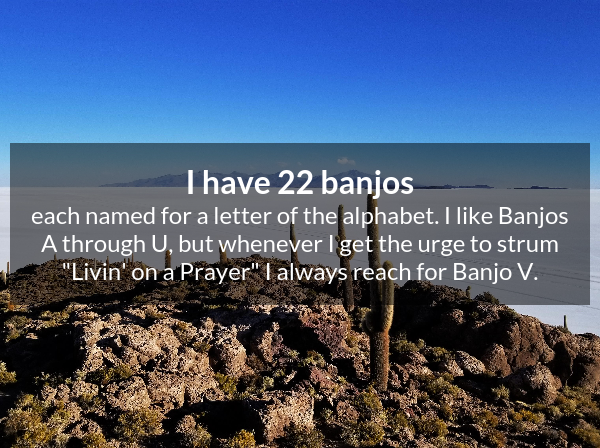 I have 22 banjos
each named for a letter of the alphabet. I like Banjos
A through U, but whenever I get the urge to strum
"Livin' on a Prayer" I always reach for Banjo V.